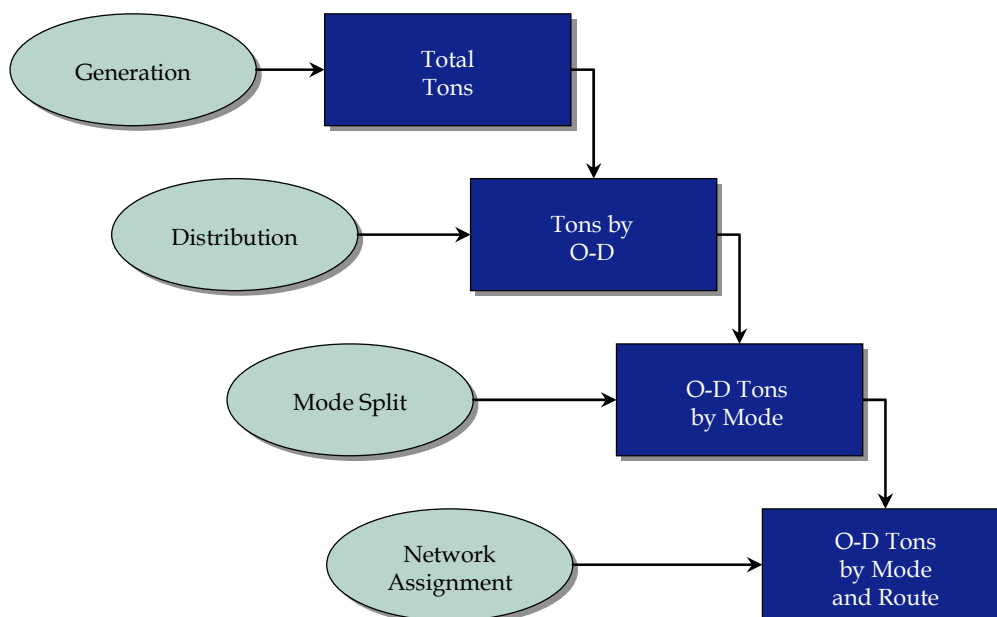 Generation
Total
Tons
Distribution
Tons by
O-D
Mode Split
O-D Tons
by Mode
Network
Assignment
O-D Tons
by Mode
and Route